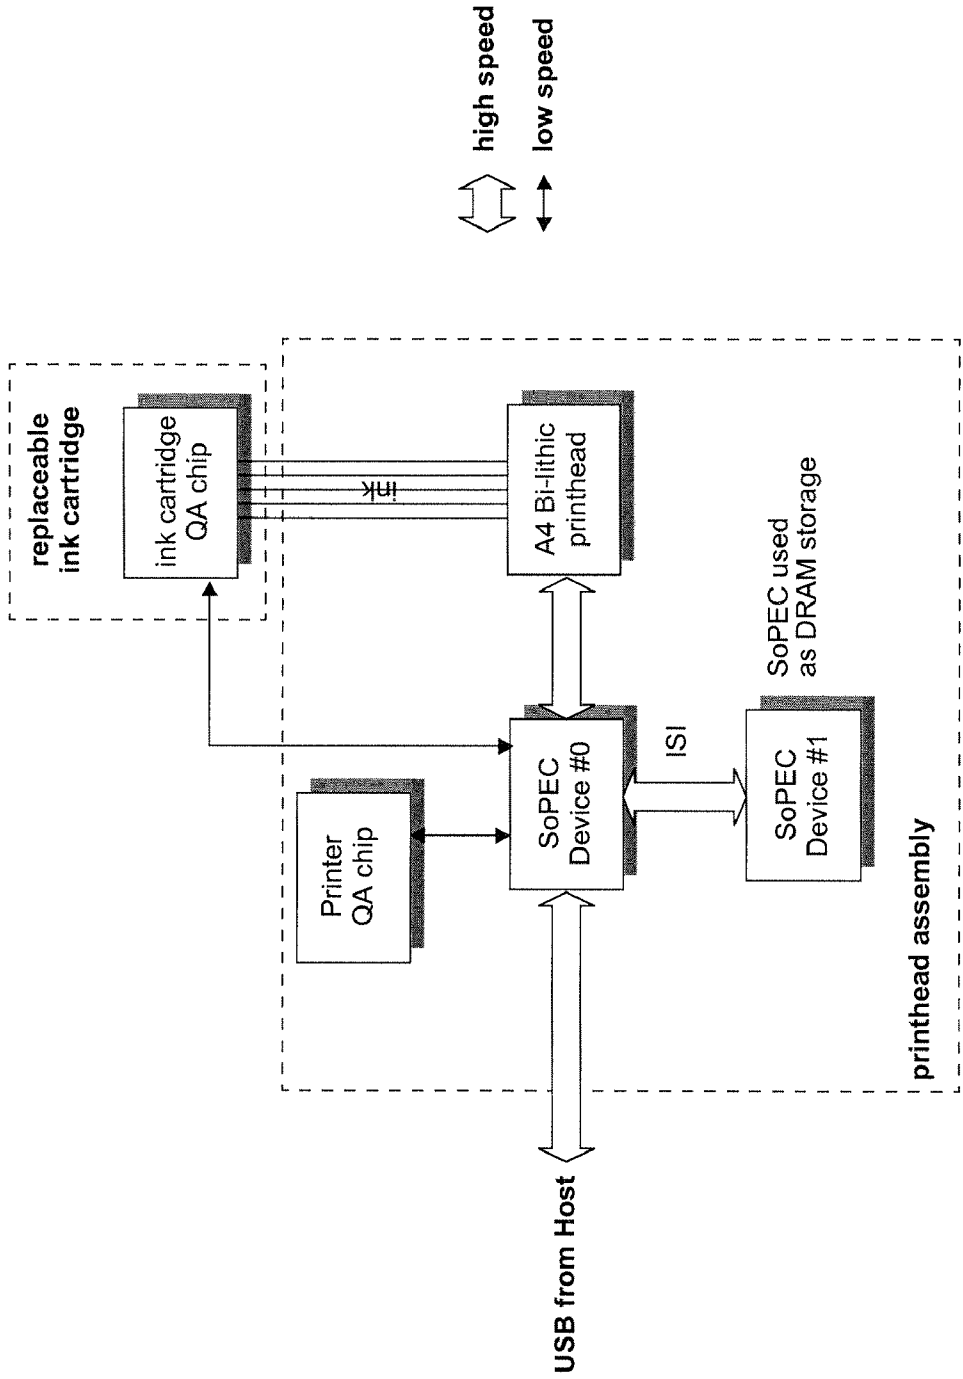 replaceable
ink cartridge
ink cartridge
QA chip
ink
Printer
QA chip
USB from Host
SoPEC
Device #0
A4 Bi-lithic
printhead
ISI
SoPEC
Device #1
SoPEC used
as DRAM storage
printhead assembly
high speed
low speed